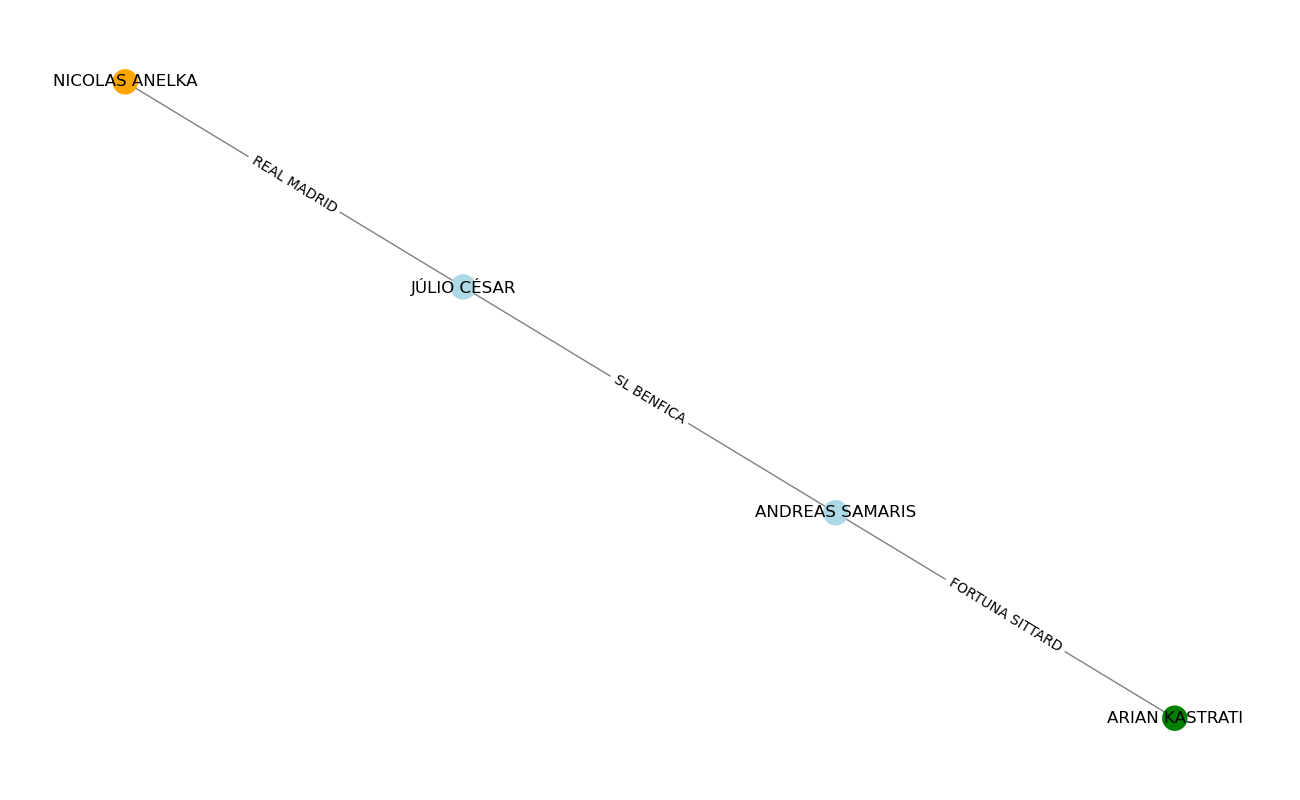 NICOLAS ANELKA
REAL MADRID
JÚLIO CÉSAR
SL BENFICA
ANDREAS SAMARIS
FORTUNA SITTARD
ARIAN KASTRATI